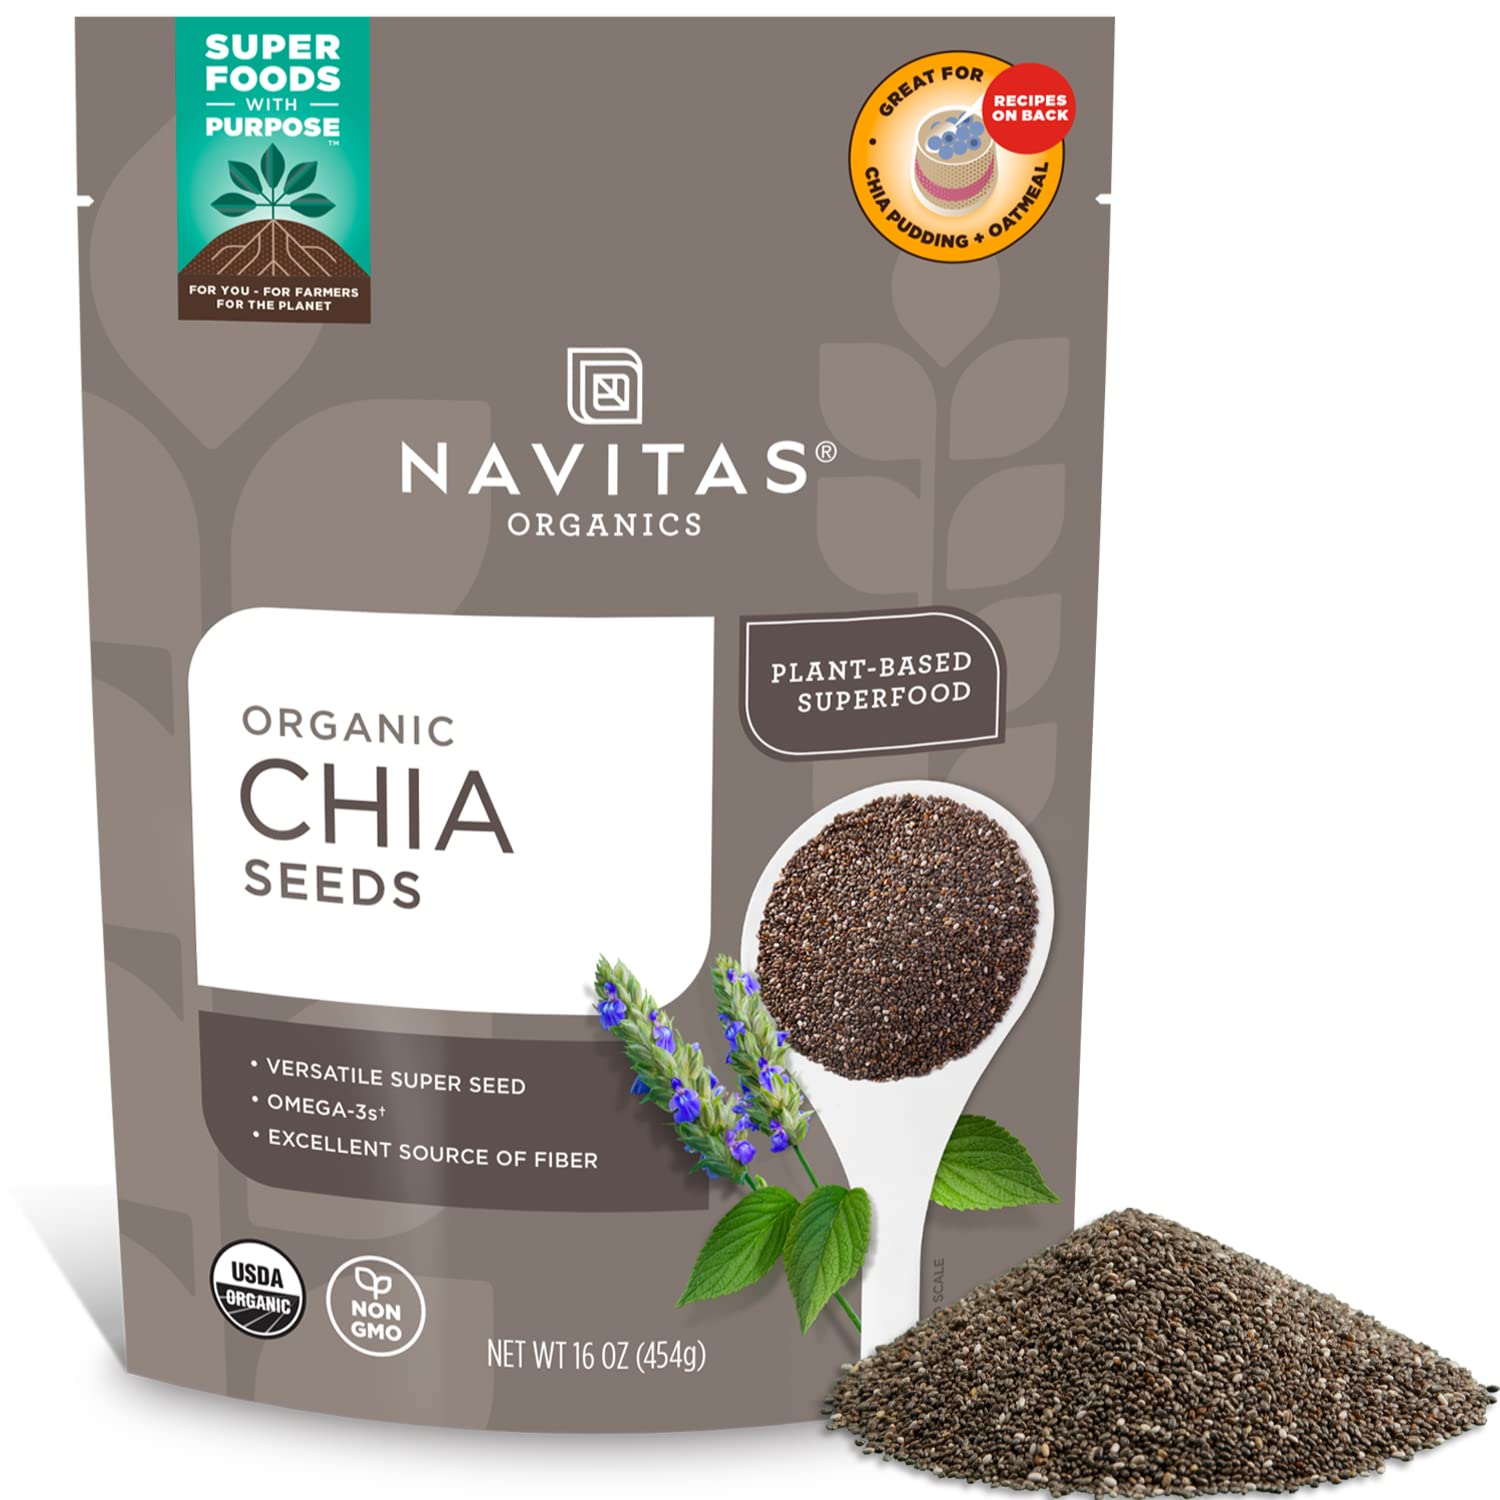 SUPER
FOODS
WITH
PURPOSE™
FOR YOU - FOR FARMERS
FOR THE PLANET
GREAT FOR
CHIA PUDDING + OATMEAL
RECIPES
ON BACK
NAVITAS®
ORGANICS
ORGANIC
CHIA
SEEDS
PLANT-BASED
SUPERFOOD
• VERSATILE SUPER SEED
• OMEGA-3s†
• EXCELLENT SOURCE OF FIBER
USDA
ORGANIC
NON
GMO
NET WT 16 OZ (454g)
SCALE